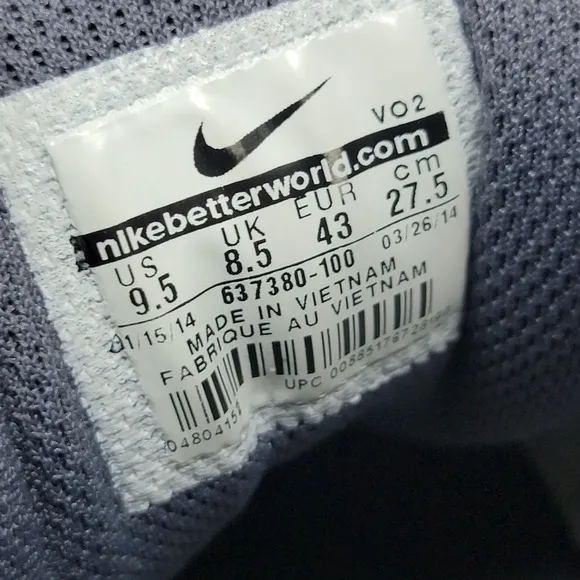 VO2
nikebetterworld.com
US UK EUR cm
9.5 8.5 43 27.5
637380-100
01/15/14 03/26/14
MADE IN VIETNAM
FABRIQUE AU VIETNAM
UPC